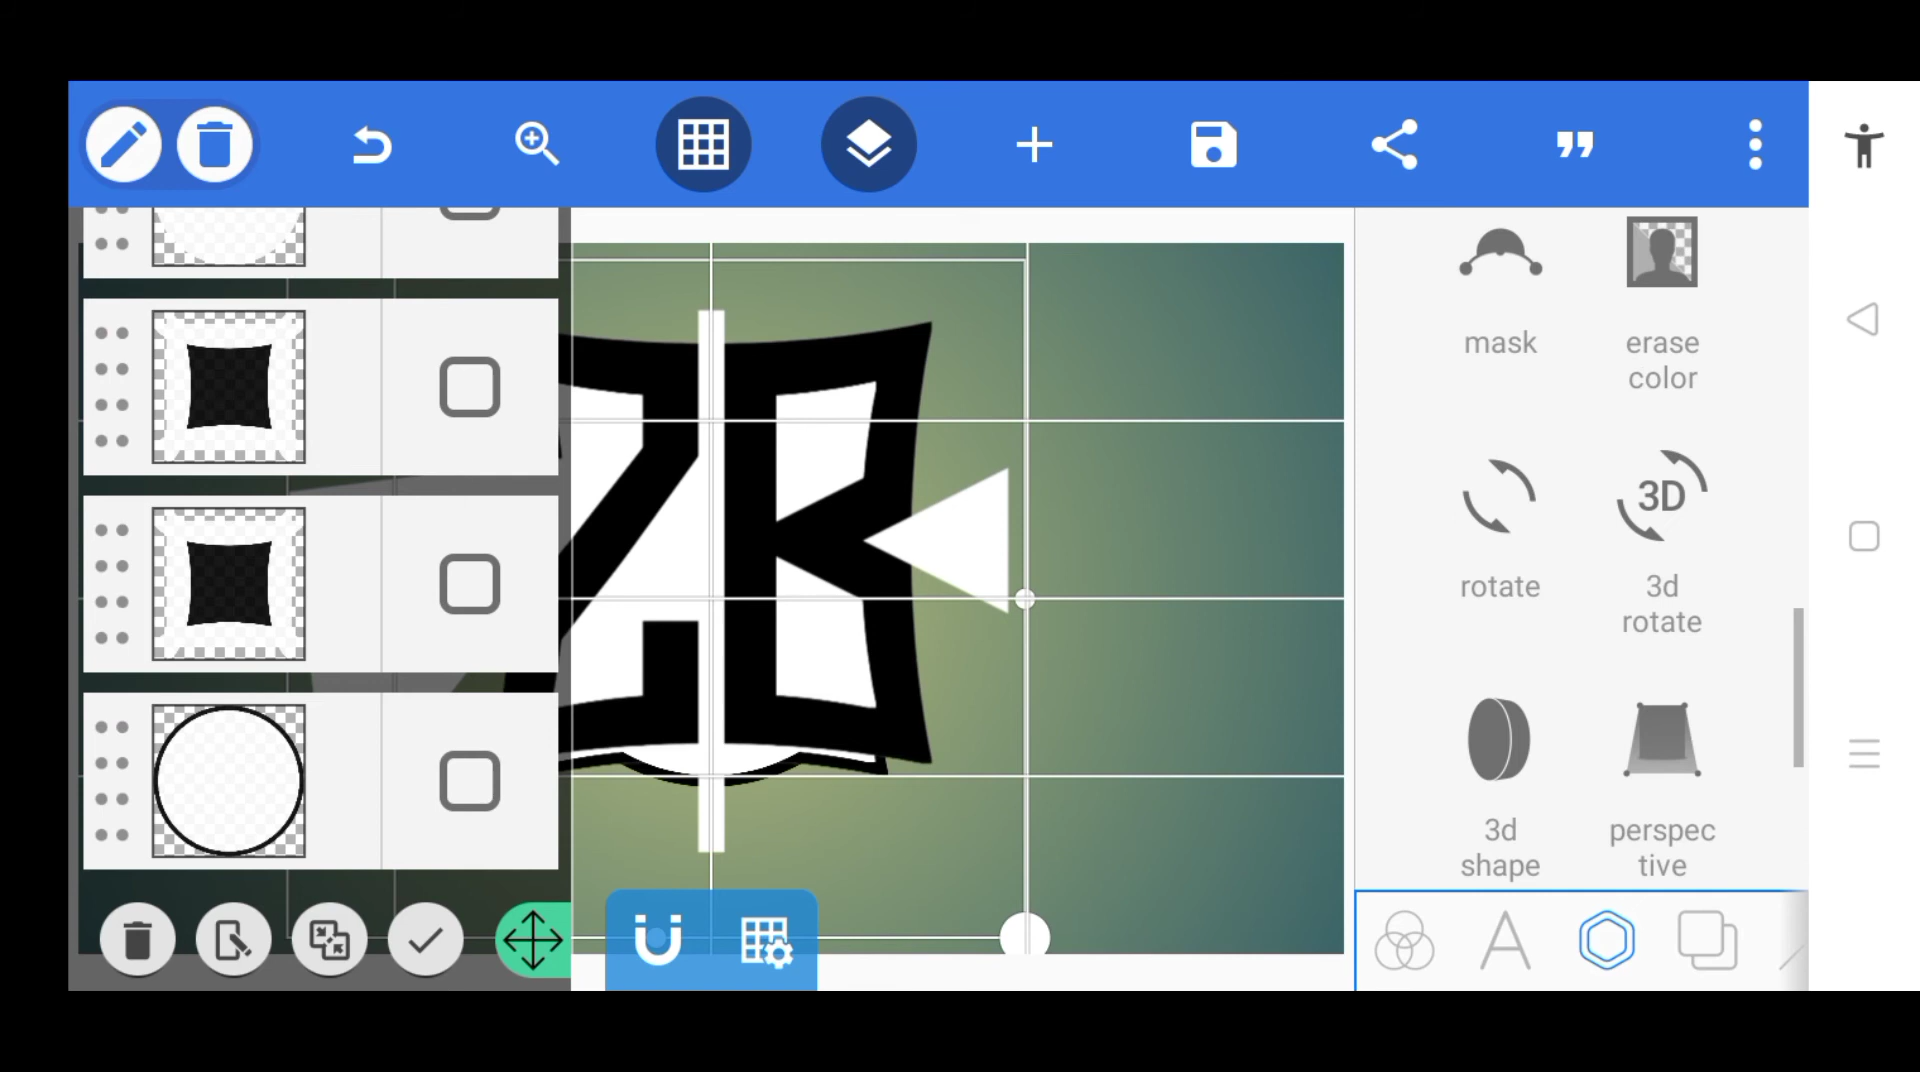 mask
erase
color
rotate
3D
3d
rotate
3d
shape
perspec
tive
A